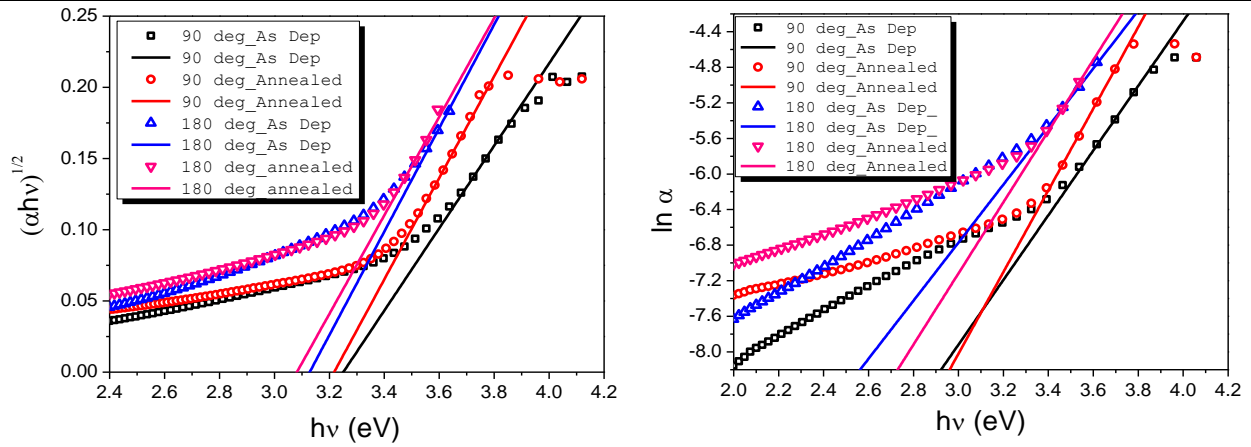 0.25
0.20
0.15
0.10
0.05
0.00
(αhν)^1/2
90 deg_As Dep
90 deg_As Dep
90 deg_Annealed
90 deg_Annealed
180 deg_As Dep
180 deg_As Dep
180 deg_annealed
180 deg_annealed
2.4 2.6 2.8 3.0 3.2 3.4 3.6 3.8 4.0 4.2
hν (eV)
-4.8
-5.2
-5.6
-6.0
-6.4
-6.8
-7.2
-7.6
-8.0
ln α
90 deg_As Dep
90 deg_As Dep
90 deg_Annealed
90 deg_Annealed
180 deg_As Dep_
180 deg_As Dep_
180 deg_Annealed
180 deg_Annealed
2.0 2.2 2.4 2.6 2.8 3.0 3.2 3.4 3.6 3.8 4.0 4.2
hν (eV)